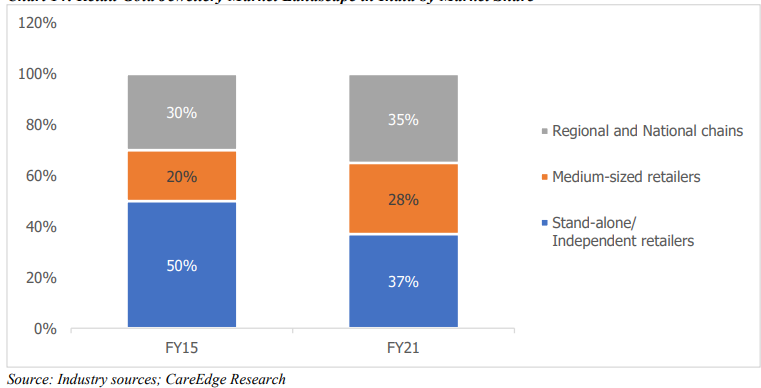 120%
100%
80%
60%
40%
20%
0%
30%
20%
50%
35%
28%
37%
FY15
FY21
Regional and National chains
Medium-sized retailers
Stand-alone/
Independent retailers
Source: Industry sources; CareEdge Research